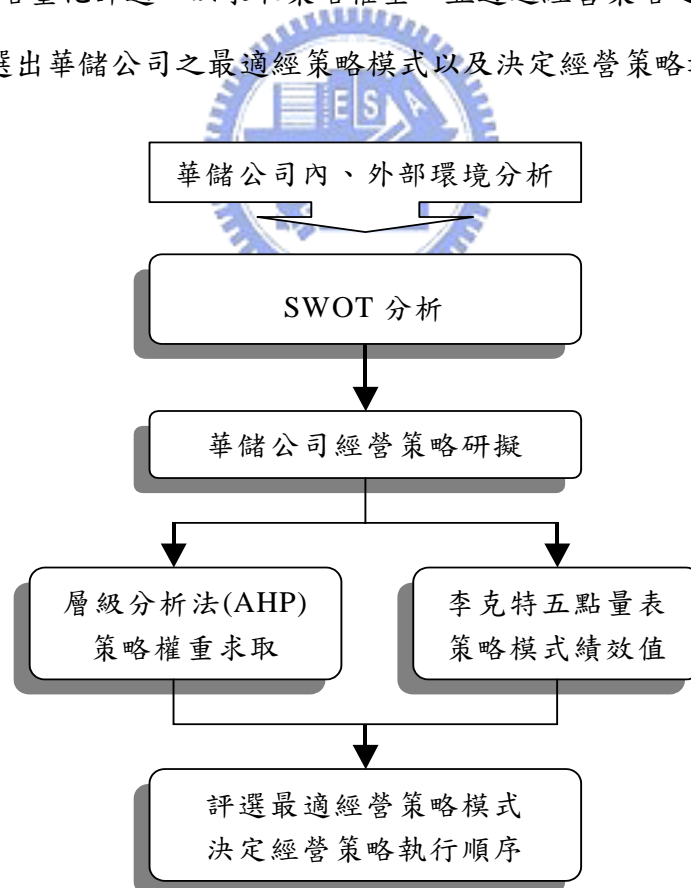 選出華儲公司之最適經策略模式以及決定經營策略
ESA
華儲公司內、外部環境分析
SWOT 分析
華儲公司經營策略研擬
層級分析法(AHP)
策略權重求取
李克特五點量表
策略模式績效值
評選最適經營策略模式
決定經營策略執行順序